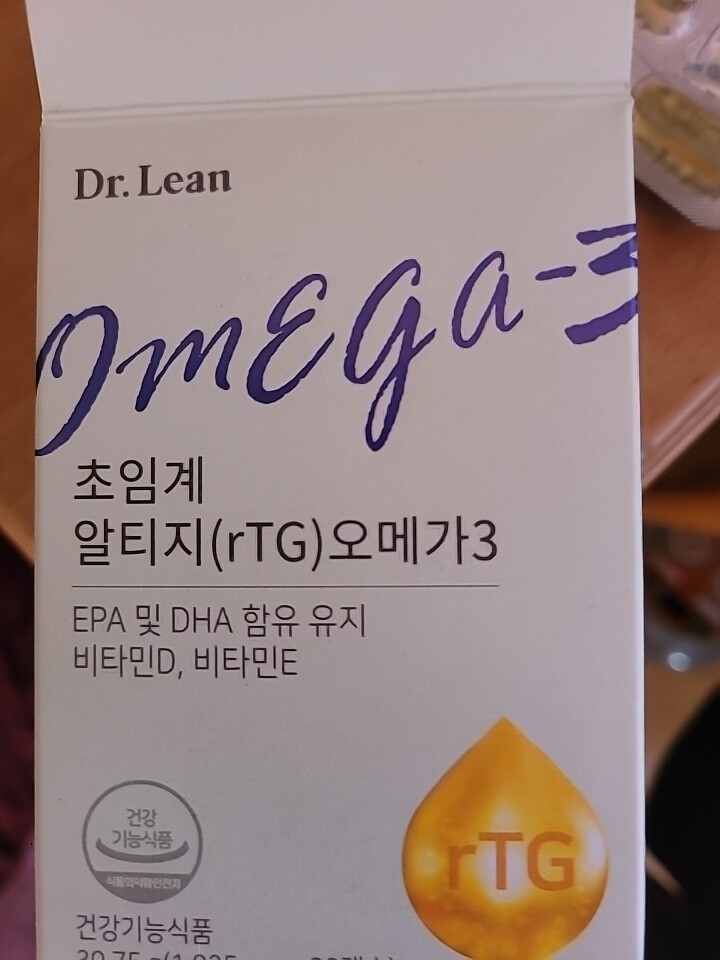 Dr. Lean
Omega-3
초임계
알티지(rTG)오메가3
EPA 및 DHA 함유 유지
비타민D, 비타민E
rTG
건강
기능식품
식품의약품안전처
건강기능식품